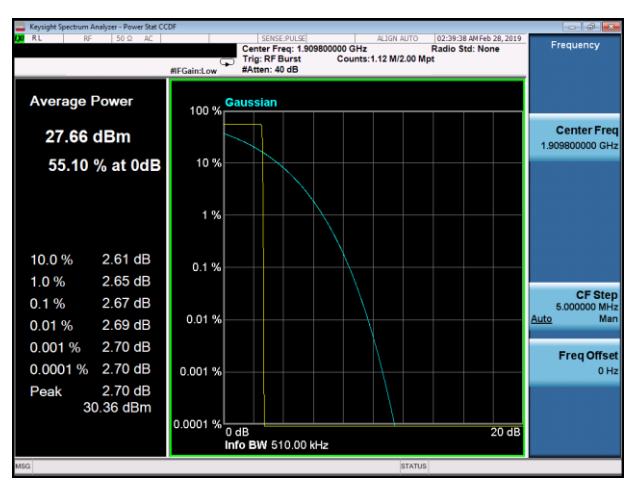 Keysight Spectrum Analyzer - Power Stat CCDF
RL RF 50 Ω AC SENSE:PULSE ALIGN AUTO 02:39:38 AM Feb 28, 2019
Center Freq: 1.909800000 GHz Radio Std: None
Trig: RF Burst Counts:1.12 M/2.00 Mpt
#IFGain:Low #Atten: 40 dB
Frequency
Average Power
27.66 dBm
55.10 % at 0dB
10.0 % 2.61 dB
1.0 % 2.65 dB
0.1 % 2.67 dB
0.01 % 2.69 dB
0.001 % 2.70 dB
0.0001 % 2.70 dB
Peak 2.70 dB
30.36 dBm
Gaussian
100 %
10 %
1 %
0.1 %
0.01 %
0.001 %
0.0001 %
0 dB 20 dB
Info BW 510.00 kHz
Center Freq
1.909800000 GHz
CF Step
5.000000 MHz
Auto Man
Freq Offset
0 Hz
MSG STATUS